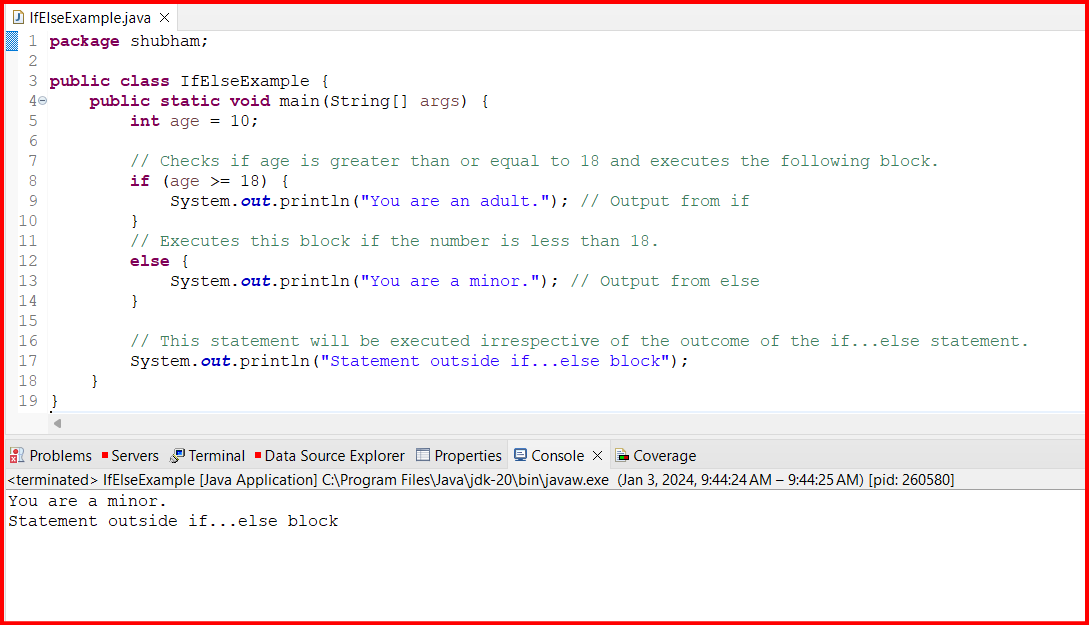 IfElseExample.java
1 package shubham;
2
3 public class IfElseExample {
4 public static void main(String[] args) {
5 int age = 10;
6
7 // Checks if age is greater than or equal to 18 and executes the following block.
8 if (age >= 18) {
9 System.out.println("You are an adult."); // Output from if
10 }
11 // Executes this block if the number is less than 18.
12 else {
13 System.out.println("You are a minor."); // Output from else
14 }
15
16 // This statement will be executed irrespective of the outcome of the if...else statement.
17 System.out.println("Statement outside if...else block");
18 }
19 }
Problems Servers Terminal Data Source Explorer Properties Console Coverage
<terminated> IfElseExample [Java Application] C:\Program Files\Java\jdk-20\bin\javaw.exe (Jan 3, 2024, 9:44:24 AM – 9:44:25 AM) [pid: 260580]
You are a minor.
Statement outside if...else block